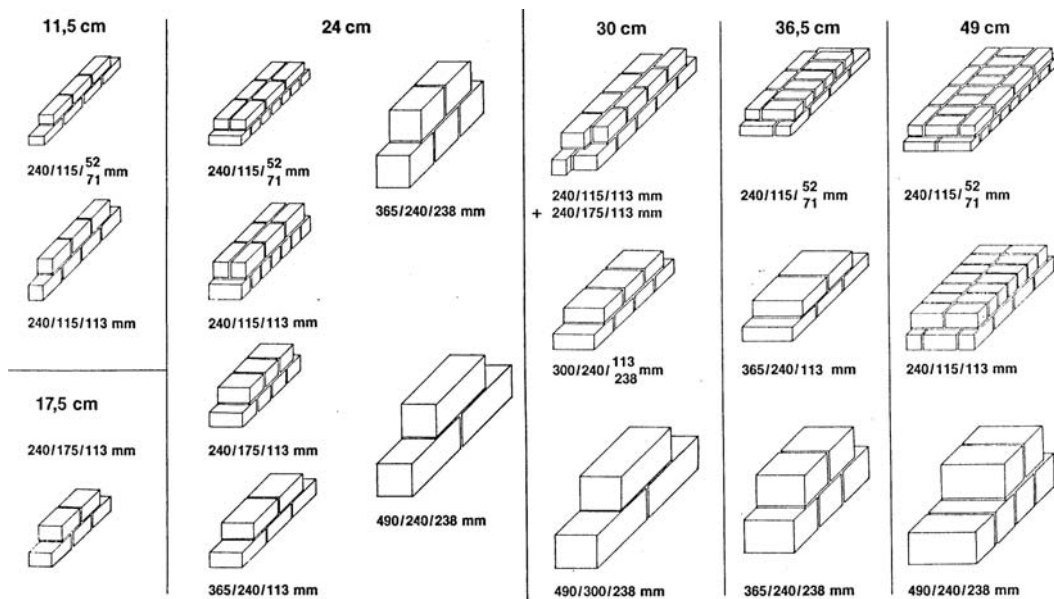 11,5 cm
240/115/52 mm
71
240/115/113 mm
17,5 cm
240/175/113 mm
24 cm
240/115/52 mm
71
240/115/113 mm
240/175/113 mm
365/240/113 mm
365/240/238 mm
490/240/238 mm
30 cm
240/115/113 mm
+ 240/175/113 mm
300/240/113 mm
238
490/300/238 mm
36,5 cm
240/115/52 mm
71
365/240/113 mm
365/240/238 mm
49 cm
240/115/52 mm
71
240/115/113 mm
490/240/238 mm